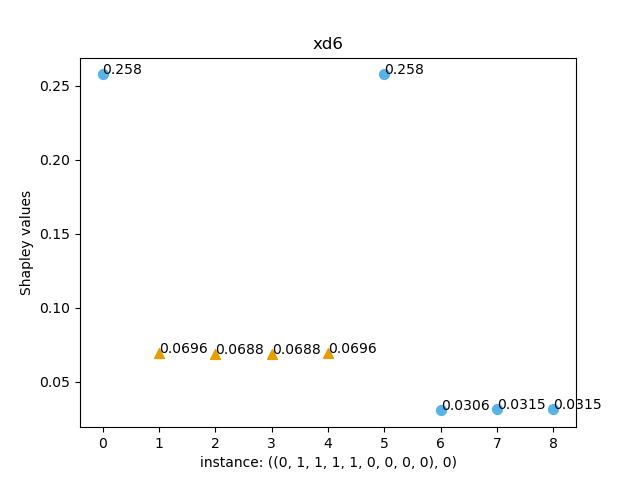 xd6
0.258 0.258
0.25
0.20
0.15
0.10
0.05
Shapley values
0.0696 0.0688 0.0688 0.0696
0.0306 0.0315 0.0315
0 1 2 3 4 5 6 7 8
instance: ((0, 1, 1, 1, 1, 0, 0, 0, 0), 0)